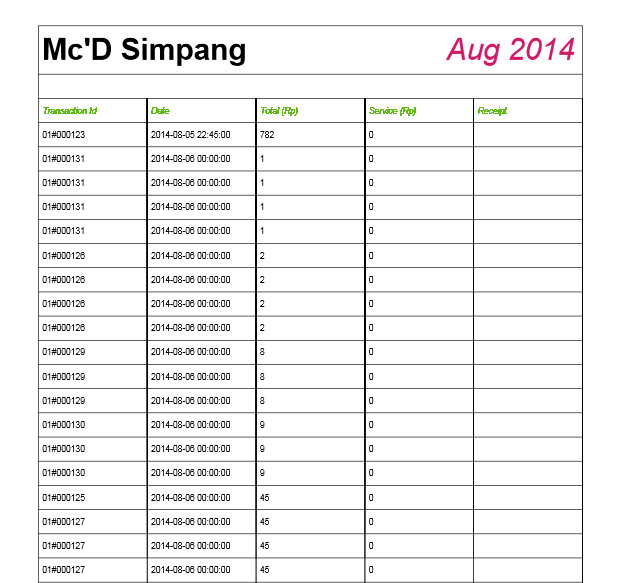 Mc'D Simpang Aug 2014
Transaction Id Date Total (Rp) Service (Rp) Receipt
01#000123 2014-08-05 22:45:00 782 0
01#000131 2014-08-06 00:00:00 1 0
01#000131 2014-08-06 00:00:00 1 0
01#000131 2014-08-06 00:00:00 1 0
01#000131 2014-08-06 00:00:00 1 0
01#000126 2014-08-06 00:00:00 2 0
01#000126 2014-08-06 00:00:00 2 0
01#000126 2014-08-06 00:00:00 2 0
01#000126 2014-08-06 00:00:00 2 0
01#000129 2014-08-06 00:00:00 8 0
01#000129 2014-08-06 00:00:00 8 0
01#000129 2014-08-06 00:00:00 8 0
01#000130 2014-08-06 00:00:00 9 0
01#000130 2014-08-06 00:00:00 9 0
01#000130 2014-08-06 00:00:00 9 0
01#000125 2014-08-06 00:00:00 45 0
01#000127 2014-08-06 00:00:00 45 0
01#000127 2014-08-06 00:00:00 45 0
01#000127 2014-08-06 00:00:00 45 0